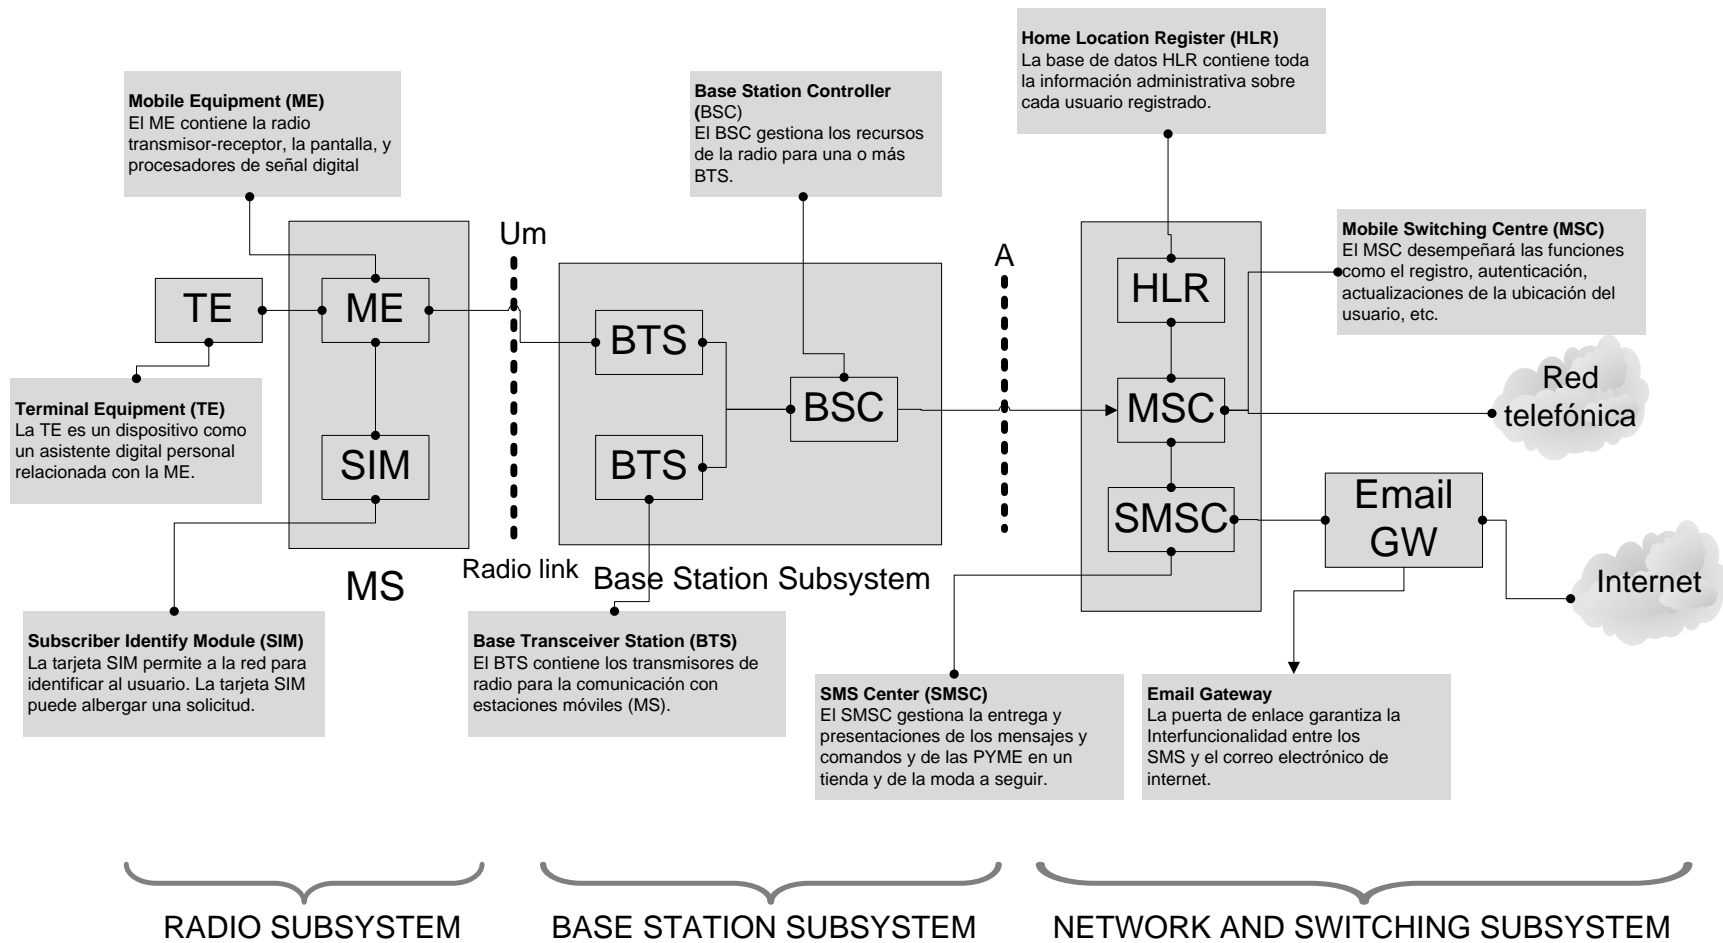 Home Location Register (HLR)
La base de datos HLR contiene toda
la información administrativa sobre
cada usuario registrado.
Mobile Equipment (ME)
El ME contiene la radio
transmisor-receptor, la pantalla, y
procesadores de señal digital
Base Station Controller
(BSC)
El BSC gestiona los recursos
de la radio para una o más
BTS.
Mobile Switching Centre (MSC)
El MSC desempeñará las funciones
como el registro, autenticación,
actualizaciones de la ubicación del
usuario, etc.
Um
A
TE
ME
SIM
BTS
BTS
BSC
HLR
MSC
SMSC
Email
GW
Red
telefónica
Internet
Terminal Equipment (TE)
La TE es un dispositivo como
un asistente digital personal
relacionada con la ME.
MS
Radio link
Base Station Subsystem
Subscriber Identify Module (SIM)
La tarjeta SIM permite a la red para
identificar al usuario. La tarjeta SIM
puede albergar una solicitud.
Base Transceiver Station (BTS)
El BTS contiene los transmisores de
radio para la comunicación con
estaciones móviles (MS).
SMS Center (SMSC)
El SMSC gestiona la entrega y
presentaciones de los mensajes y
comandos y de las PYME en un
tienda y de la moda a seguir.
Email Gateway
La puerta de enlace garantiza la
Interfuncionalidad entre los
SMS y el correo electrónico de
internet.
RADIO SUBSYSTEM
BASE STATION SUBSYSTEM
NETWORK AND SWITCHING SUBSYSTEM